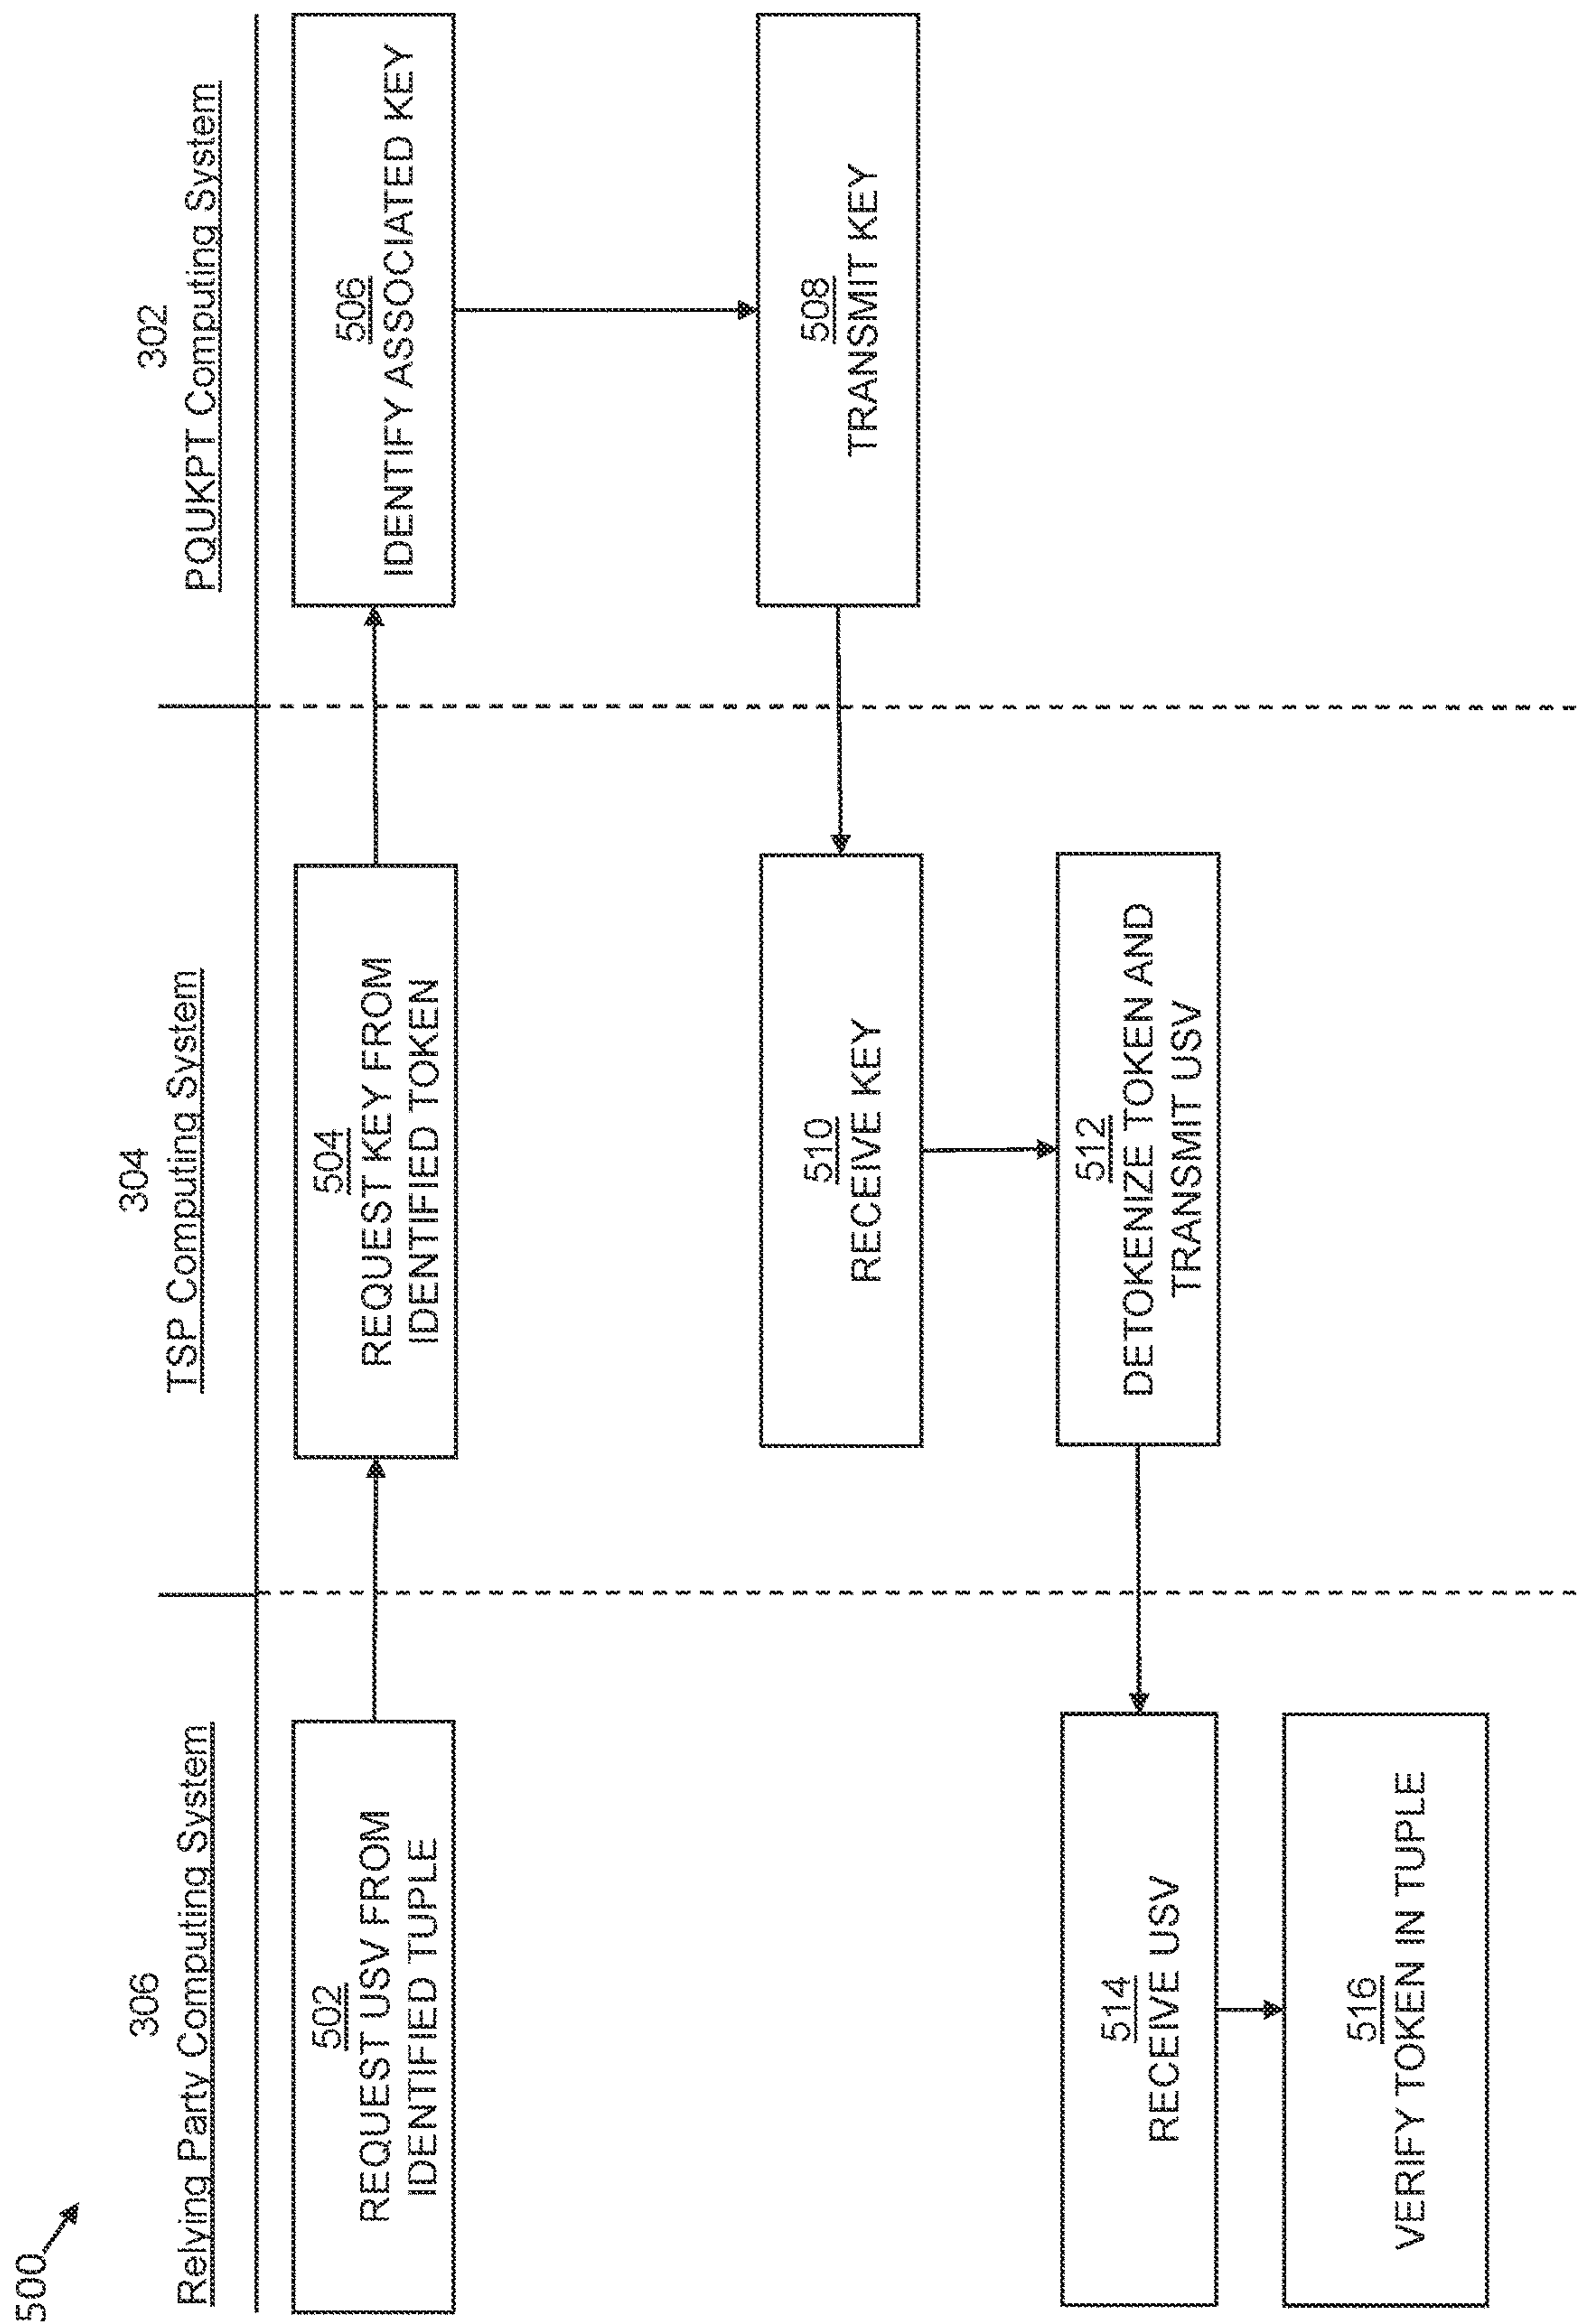 500
306
Relying Party Computing System
304
TSP Computing System
302
PQUKPT Computing System
502
REQUEST USV FROM
IDENTIFIED TUPLE
504
REQUEST KEY FROM
IDENTIFIED TOKEN
506
IDENTIFY ASSOCIATED KEY
508
TRANSMIT KEY
510
RECEIVE KEY
512
DETOKENIZE TOKEN AND
TRANSMIT USV
514
RECEIVE USV
516
VERIFY TOKEN IN TUPLE